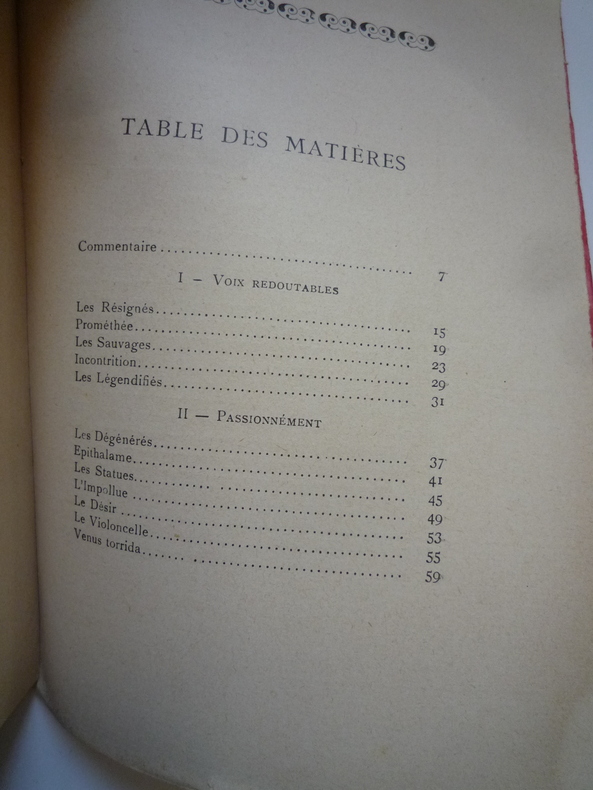 TABLE DES MATIÈRES
Commentaire........................................ 7
I — VOIX REDOUTABLES
Les Résignés........................................ 15
Prométhée........................................ 19
Les Sauvages........................................ 23
Incontrition........................................ 29
Les Légendifiés........................................ 31
II — PASSIONNÉMENT
Les Dégénérés........................................ 37
Epithalame........................................ 41
Les Statues........................................ 45
L'Impollue........................................ 49
Le Désir........................................ 53
Le Violoncelle........................................ 55
Venus torrida........................................ 59